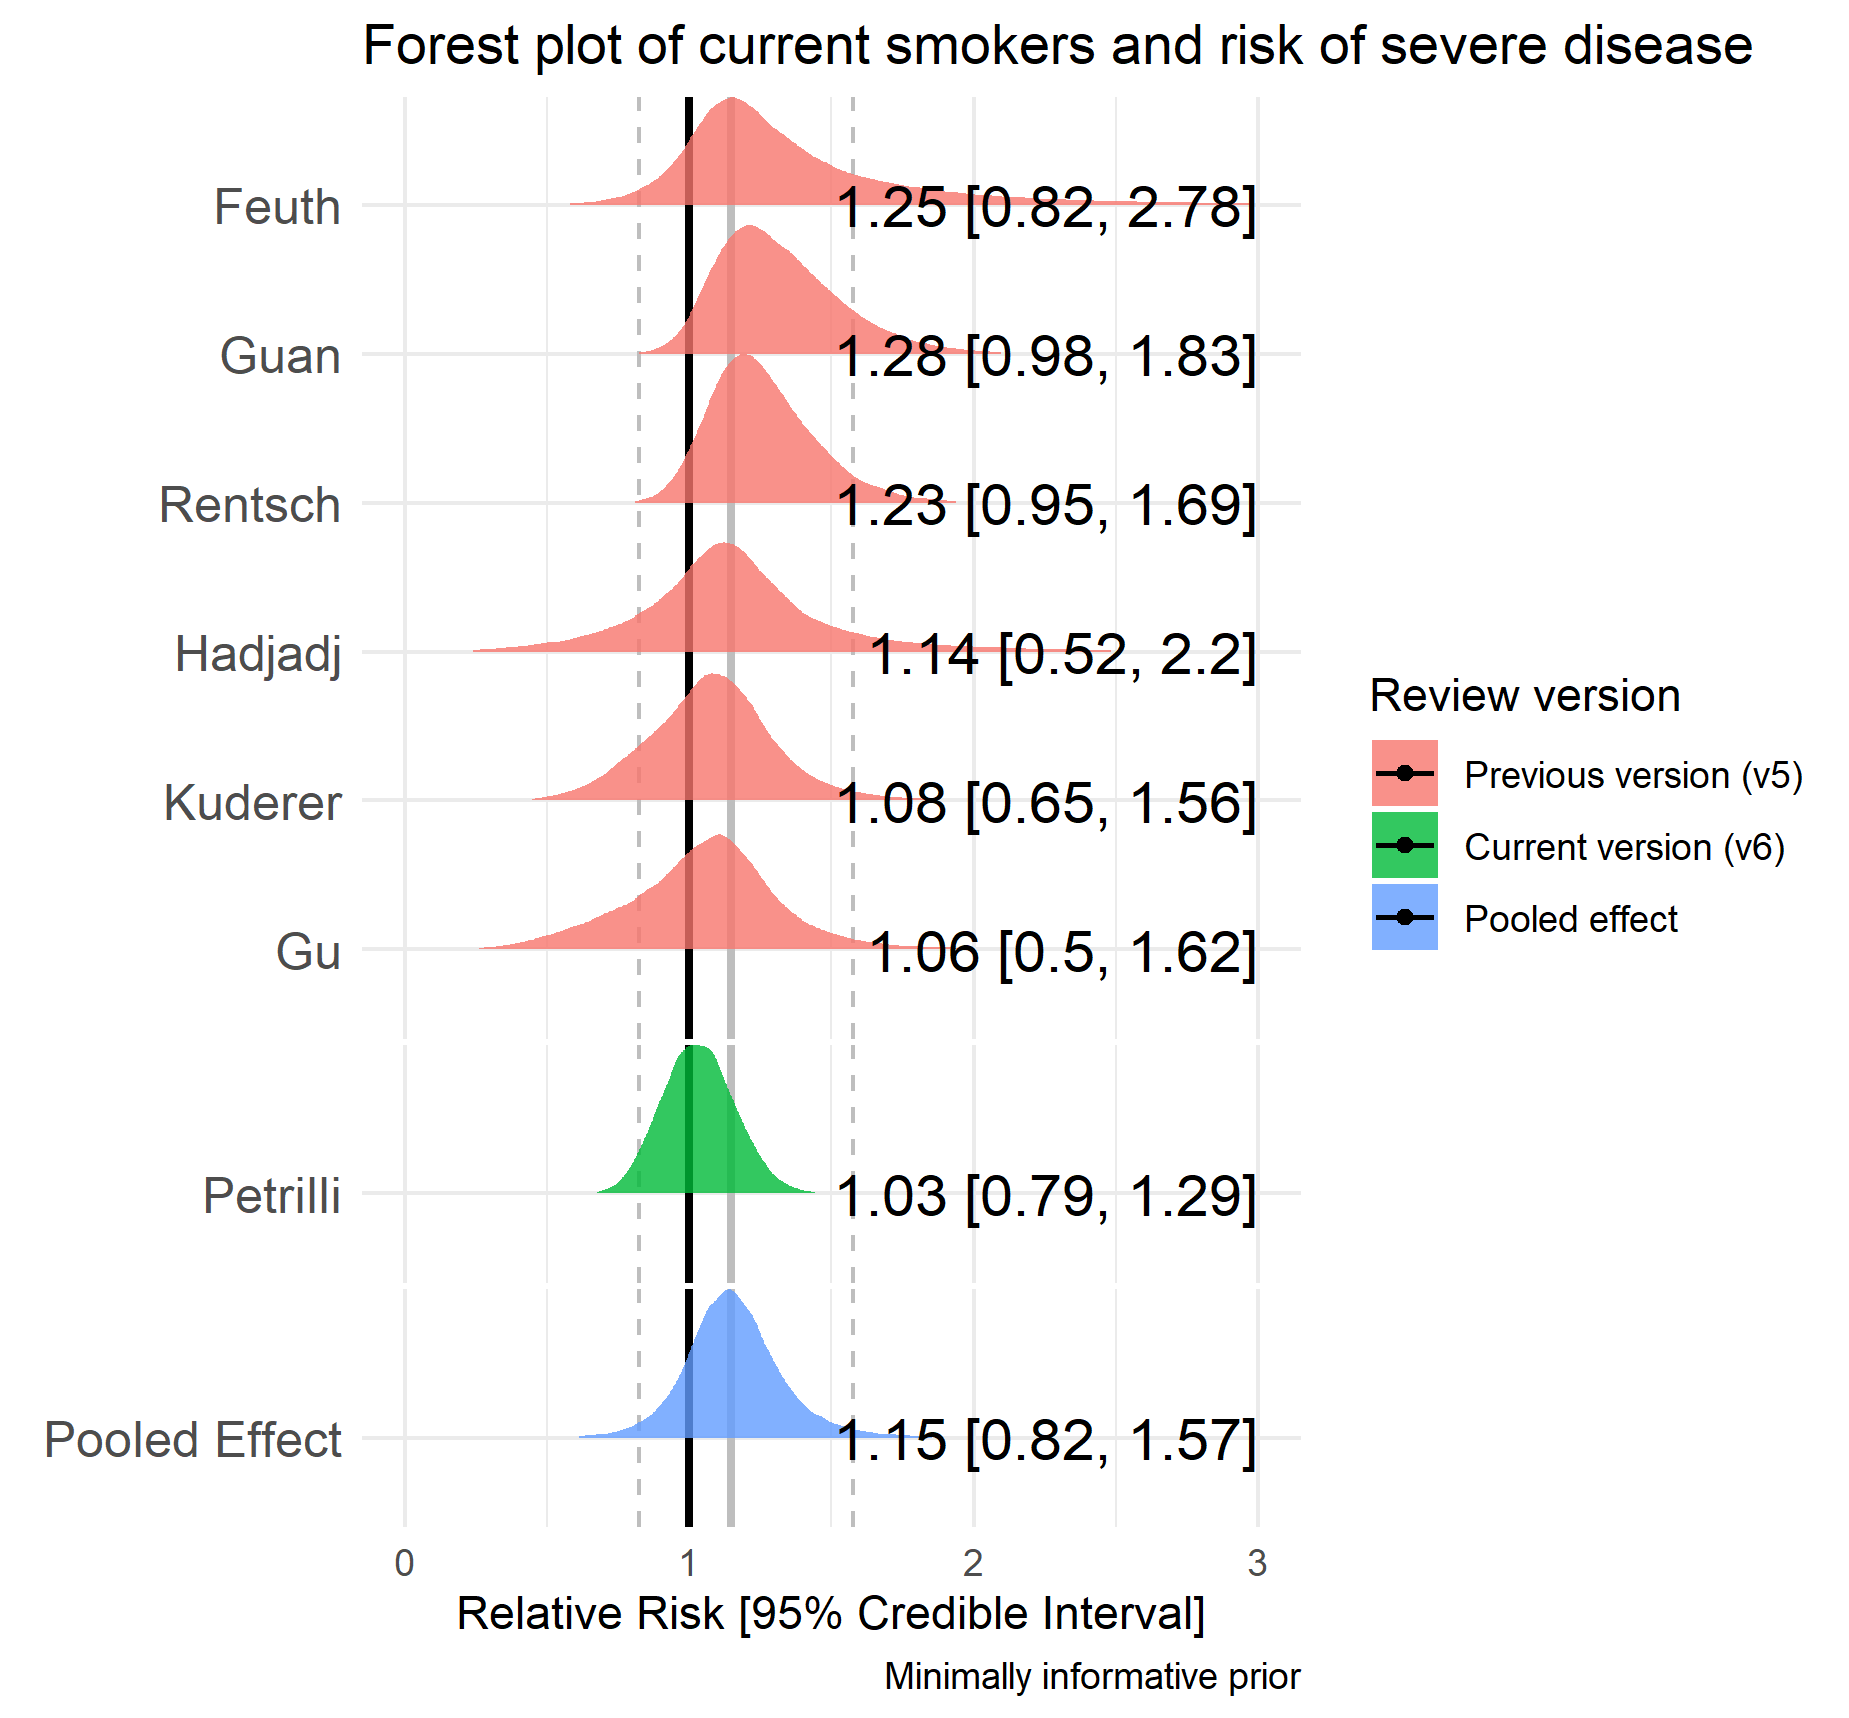 Forest plot of current smokers and risk of severe disease
Feuth 1.25 [0.82, 2.78]
Guan 1.28 [0.98, 1.83]
Rentsch 1.23 [0.95, 1.69]
Hadjadj 1.14 [0.52, 2.2]
Kuderer 1.08 [0.65, 1.56]
Gu 1.06 [0.5, 1.62]
Petrilli 1.03 [0.79, 1.29]
Pooled Effect 1.15 [0.82, 1.57]
0 1 2 3
Relative Risk [95% Credible Interval]
Minimally informative prior
Review version
Previous version (v5)
Current version (v6)
Pooled effect